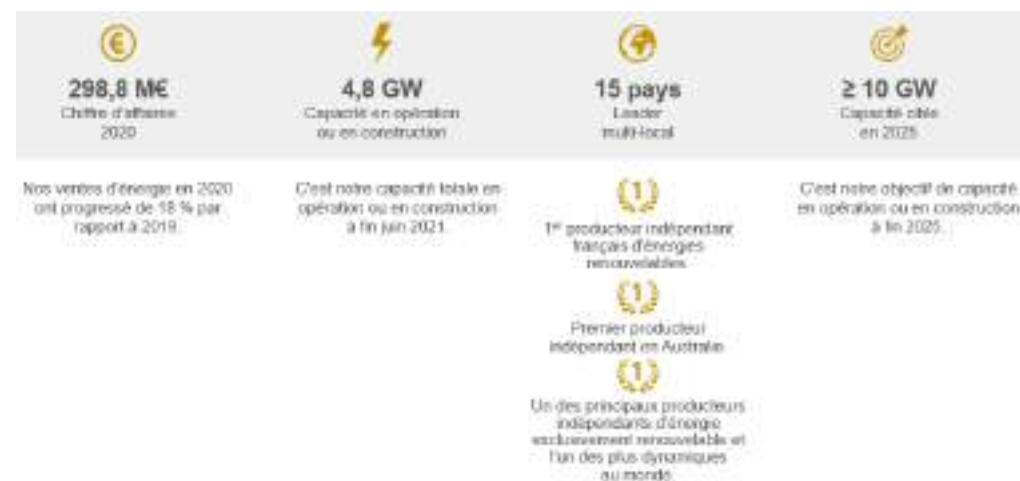 298,8 M€
Chiffre d'affaires
2020
4,8 GW
Capacité en opération
ou en construction
15 pays
Leader
multi-local
≥ 10 GW
Capacité cible
en 2025
Nos ventes d'énergie en 2020
ont progressé de 18 % par
rapport à 2019.
C'est notre capacité totale en
opération ou en construction
à fin juin 2021.
1
1er producteur indépendant
français d'énergies
renouvelables
1
Premier producteur
indépendant en Australie
1
Un des principaux producteurs
indépendants d'énergie
exclusivement renouvelable et
l'un des plus dynamiques
au monde.
C'est notre objectif de capacité
en opération ou en construction
à fin 2025.